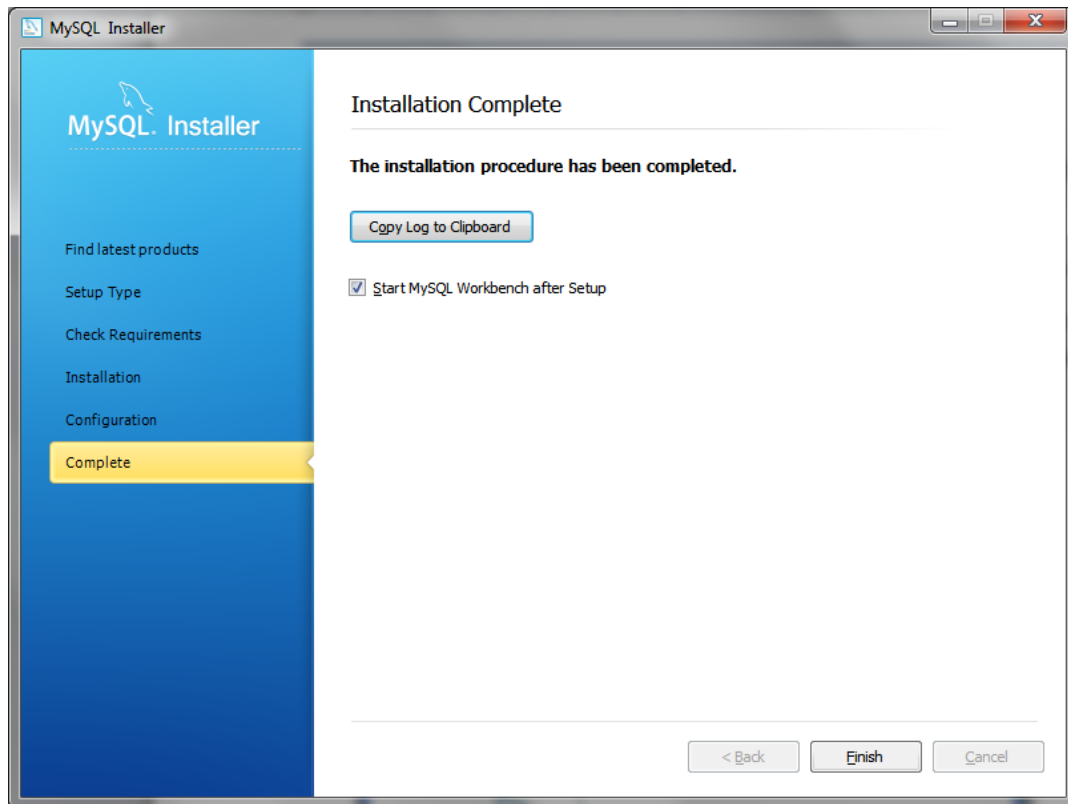 MySQL Installer
MySQL. Installer
Find latest products
Setup Type
Check Requirements
Installation
Configuration
Complete
Installation Complete
The installation procedure has been completed.
Copy Log to Clipboard
Start MySQL Workbench after Setup
< Back
Finish
Cancel